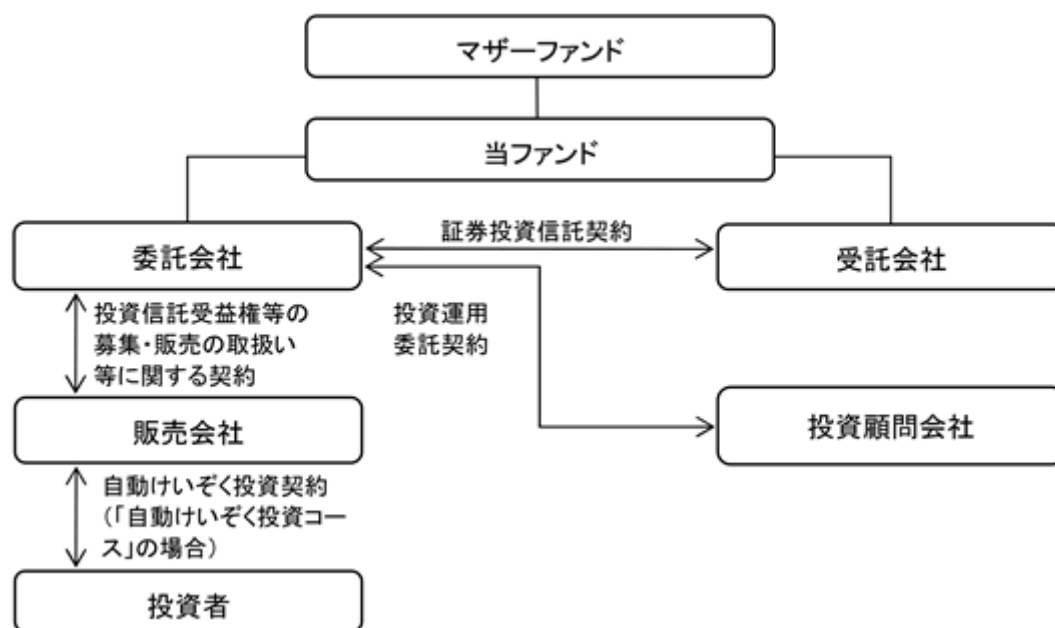 マザーファンド
当ファンド
証券投資信託契約
委託会社
受託会社
投資信託受益権等の
募集・販売の取扱い
等に関する契約
投資運用
委託契約
販売会社
投資顧問会社
自動けいぞく投資契約
（「自動けいぞく投資コー
ス」の場合）
投資者